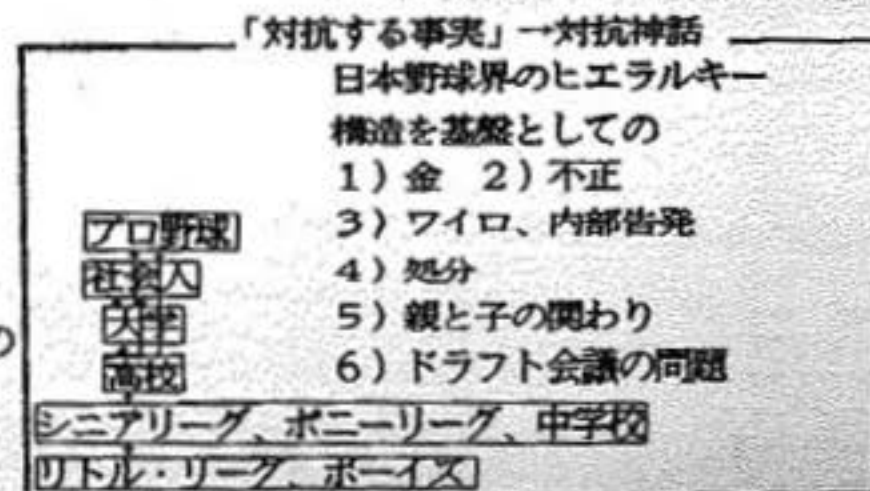 「対抗する事実」→対抗神話
日本野球界のヒエラルキー
構造を基盤としての
1)金 2)不正
3)ワイロ、内部告発
4)処分
5)親と子の関わり
6)ドラフト会議の問題
プロ野球
社会人
大学
高校
シニアリーグ、ポニーリーグ、中学校
リトル・リーグ、ボーイズ
の